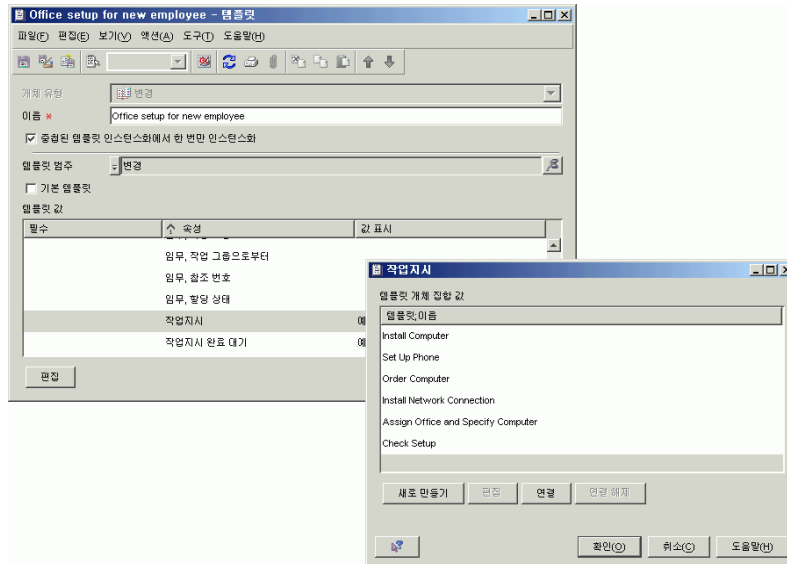 Office setup for new employee - 템플릿
파일(F) 편집(E) 보기(V) 액션(A) 도구(T) 도움말(H)
개체 유형 변경
이름 * Office setup for new employee
중첩된 템플릿 인스턴스화에서 한 번만 인스턴스화
템플릿 범주 변경
기본 템플릿
템플릿 값
필수 속성 값 표시
임무, 작업 그룹으로부터
임무, 참조 번호
임무, 할당 상태
작업지시
작업지시 완료 대기
편집
작업지시
템플릿 개체 집합 값
템플릿;이름
Install Computer
Set Up Phone
Order Computer
Install Network Connection
Assign Office and Specify Computer
Check Setup
새로 만들기 편집 연결 연결 해제
확인(O) 취소(C) 도움말(H)